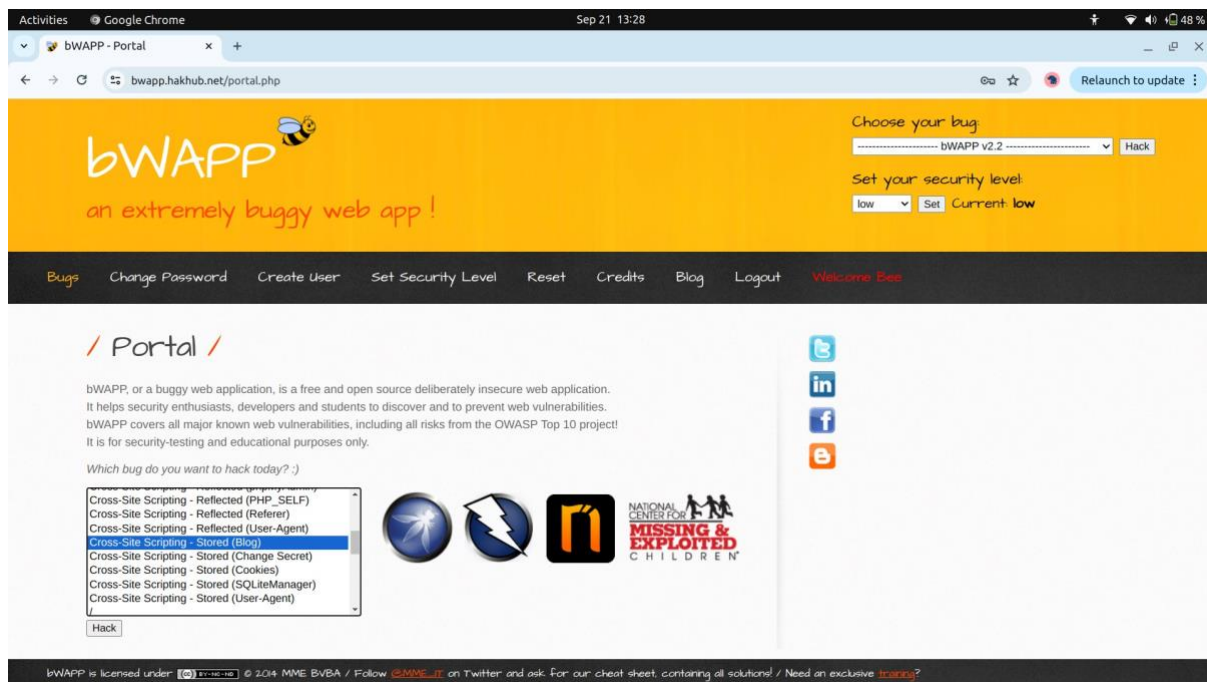 Activities Google Chrome Sep 21 13:28 48 %
bWAPP - Portal
bwapp.hakhub.net/portal.php Relaunch to update
bWAPP
an extremely buggy web app !
Choose your bug:
---------------------- bWAPP v2.2 ----------------------- Hack
Set your security level:
low Set Current: low
Bugs Change Password Create User Set Security Level Reset Credits Blog Logout Welcome Bee
/ Portal /
bWAPP, or a buggy web application, is a free and open source deliberately insecure web application.
It helps security enthusiasts, developers and students to discover and to prevent web vulnerabilities.
bWAPP covers all major known web vulnerabilities, including all risks from the OWASP Top 10 project!
It is for security-testing and educational purposes only.
Which bug do you want to hack today? :)
Cross-Site Scripting - Reflected (phpMyAdmin)
Cross-Site Scripting - Reflected (PHP_SELF)
Cross-Site Scripting - Reflected (Referer)
Cross-Site Scripting - Reflected (User-Agent)
Cross-Site Scripting - Stored (Blog)
Cross-Site Scripting - Stored (Change Secret)
Cross-Site Scripting - Stored (Cookies)
Cross-Site Scripting - Stored (SQLiteManager)
Cross-Site Scripting - Stored (User-Agent)
/
Hack
NATIONAL
CENTER FOR
MISSING &
EXPLOITED
CHILDREN
bWAPP is licensed under (cc) BY-NC-ND © 2014 MME BVBA / Follow @MME_IT on Twitter and ask for our cheat sheet, containing all solutions! / Need an exclusive training?